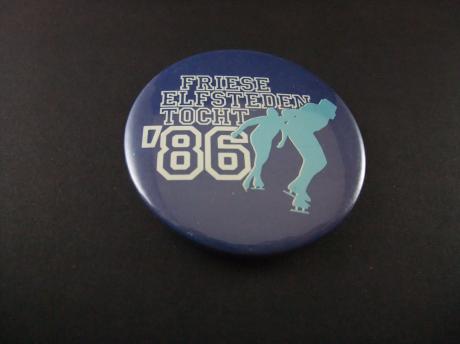 FRIESE
ELFSTEDEN
TOCHT
'86